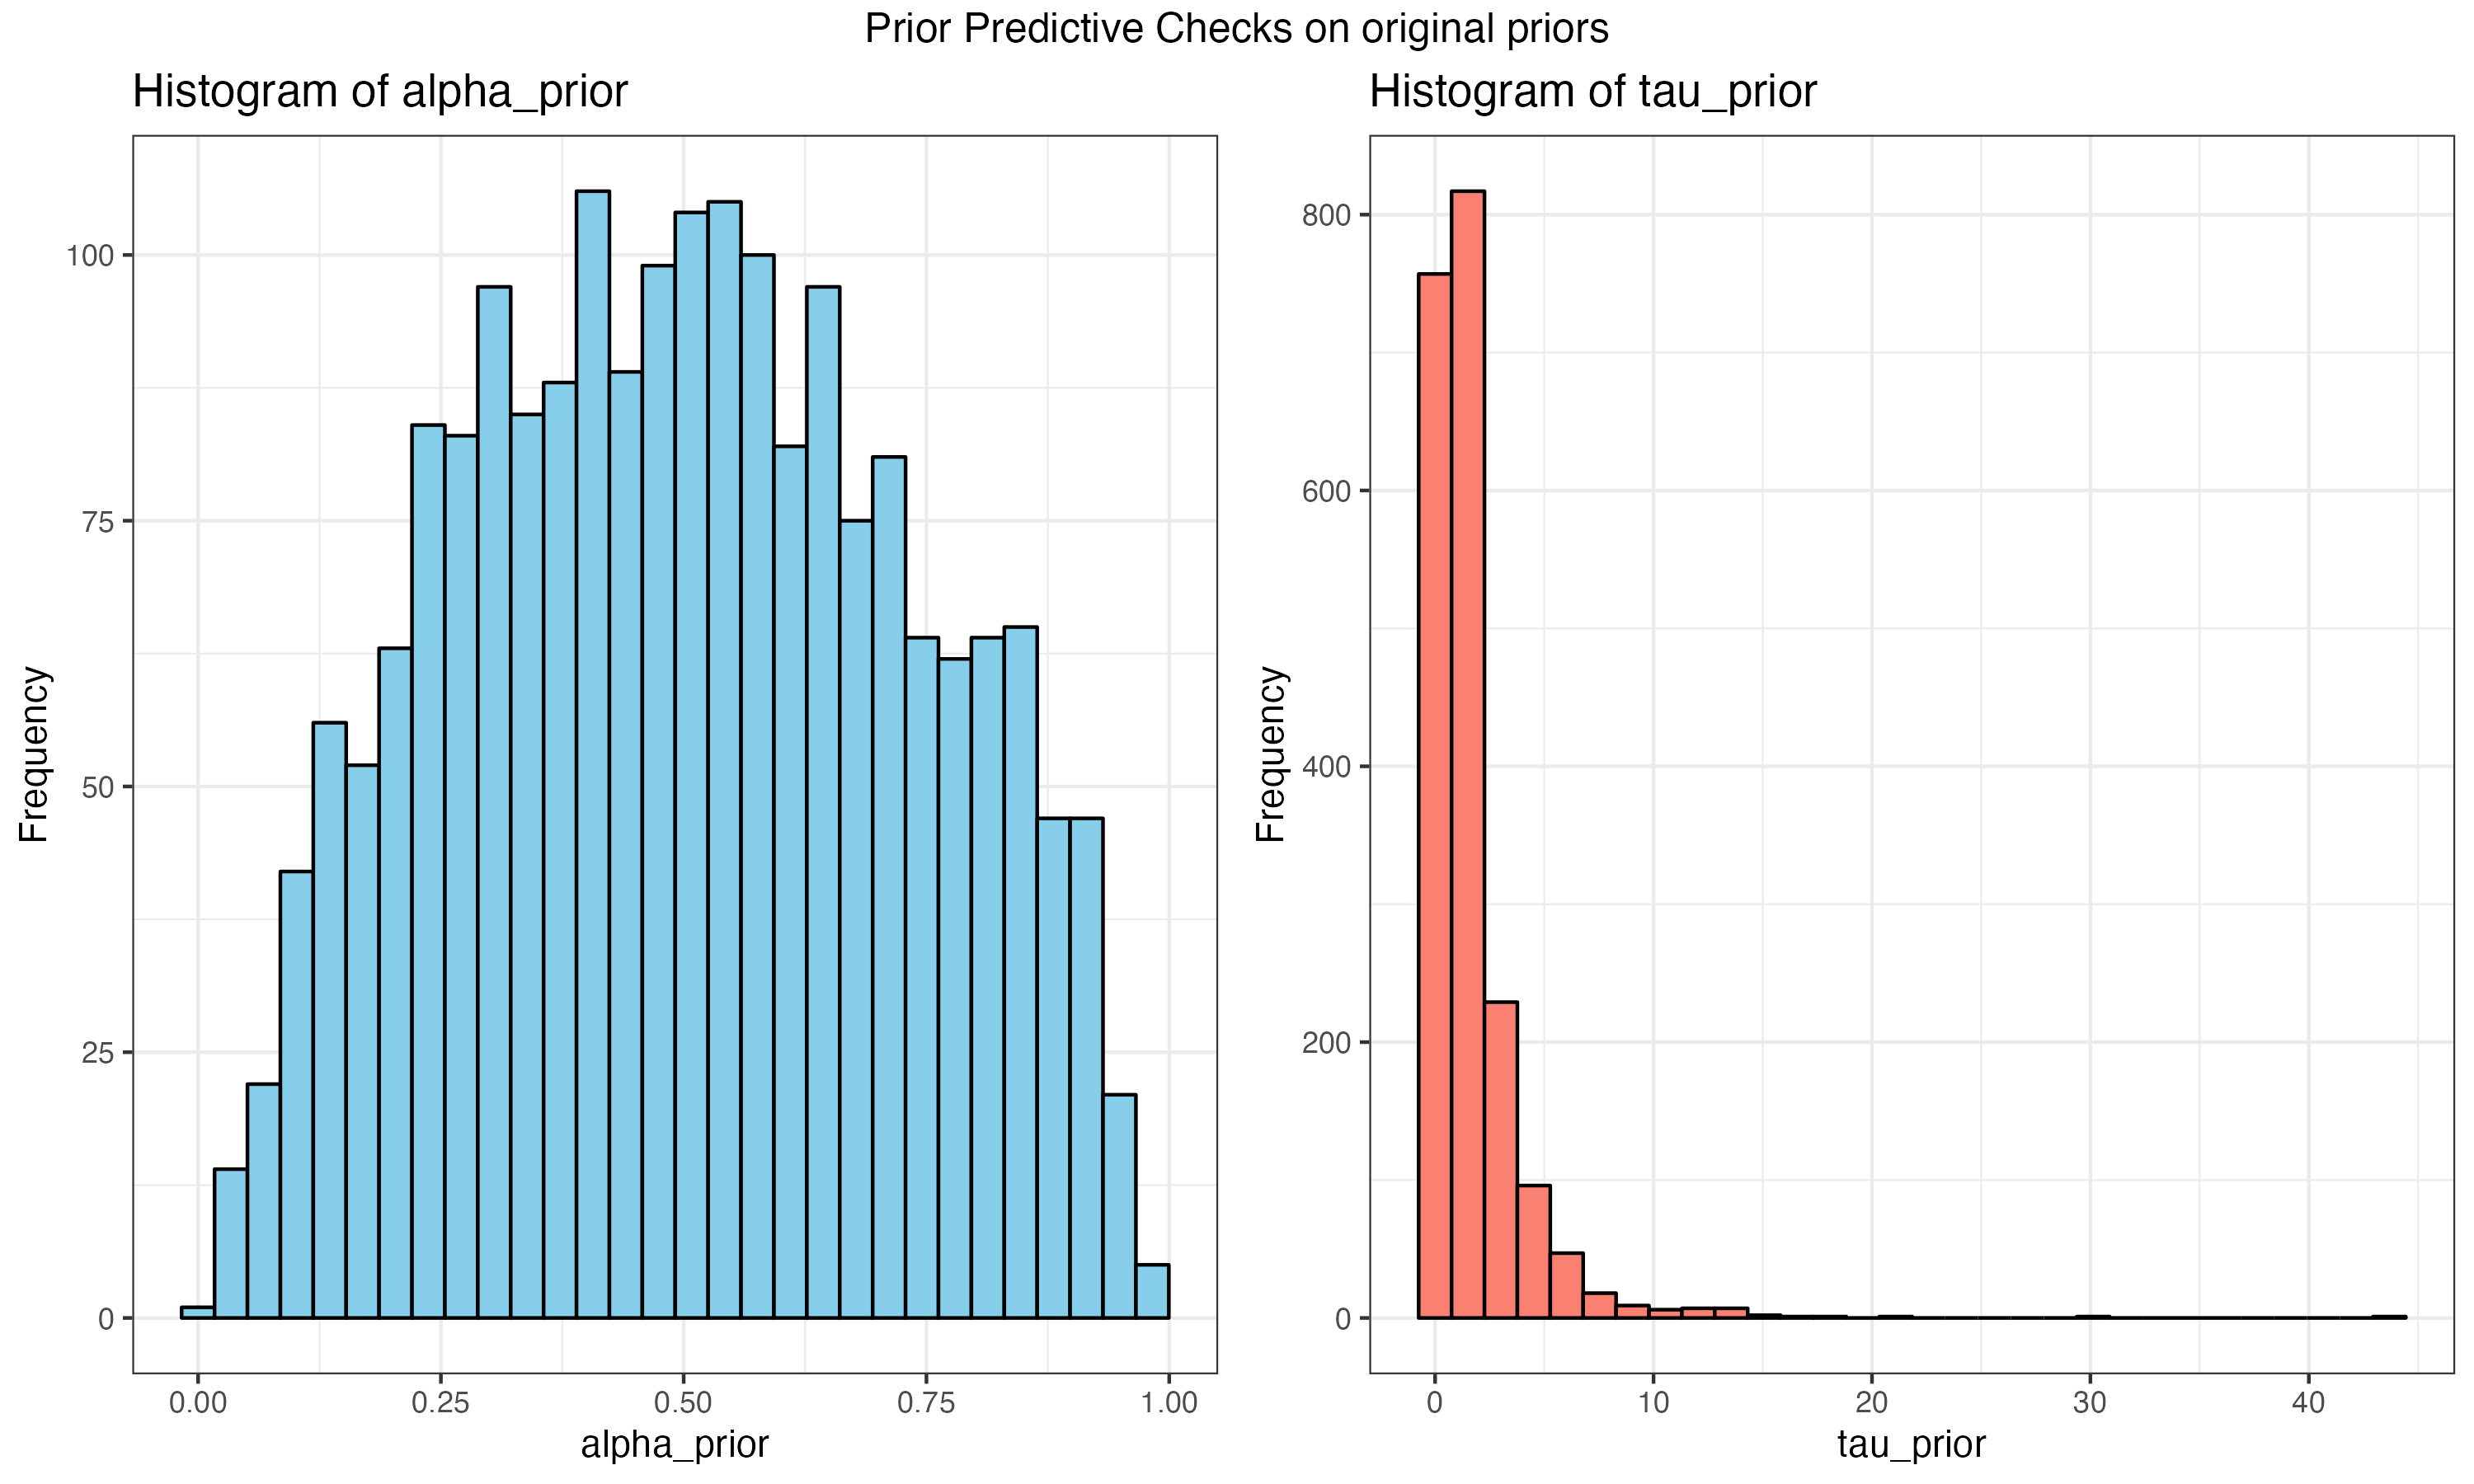 Prior Predictive Checks on original priors
Histogram of alpha_prior
Frequency
100
75
50
25
0
0.00 0.25 0.50 0.75 1.00
alpha_prior
Histogram of tau_prior
Frequency
800
600
400
200
0
0 10 20 30 40
tau_prior